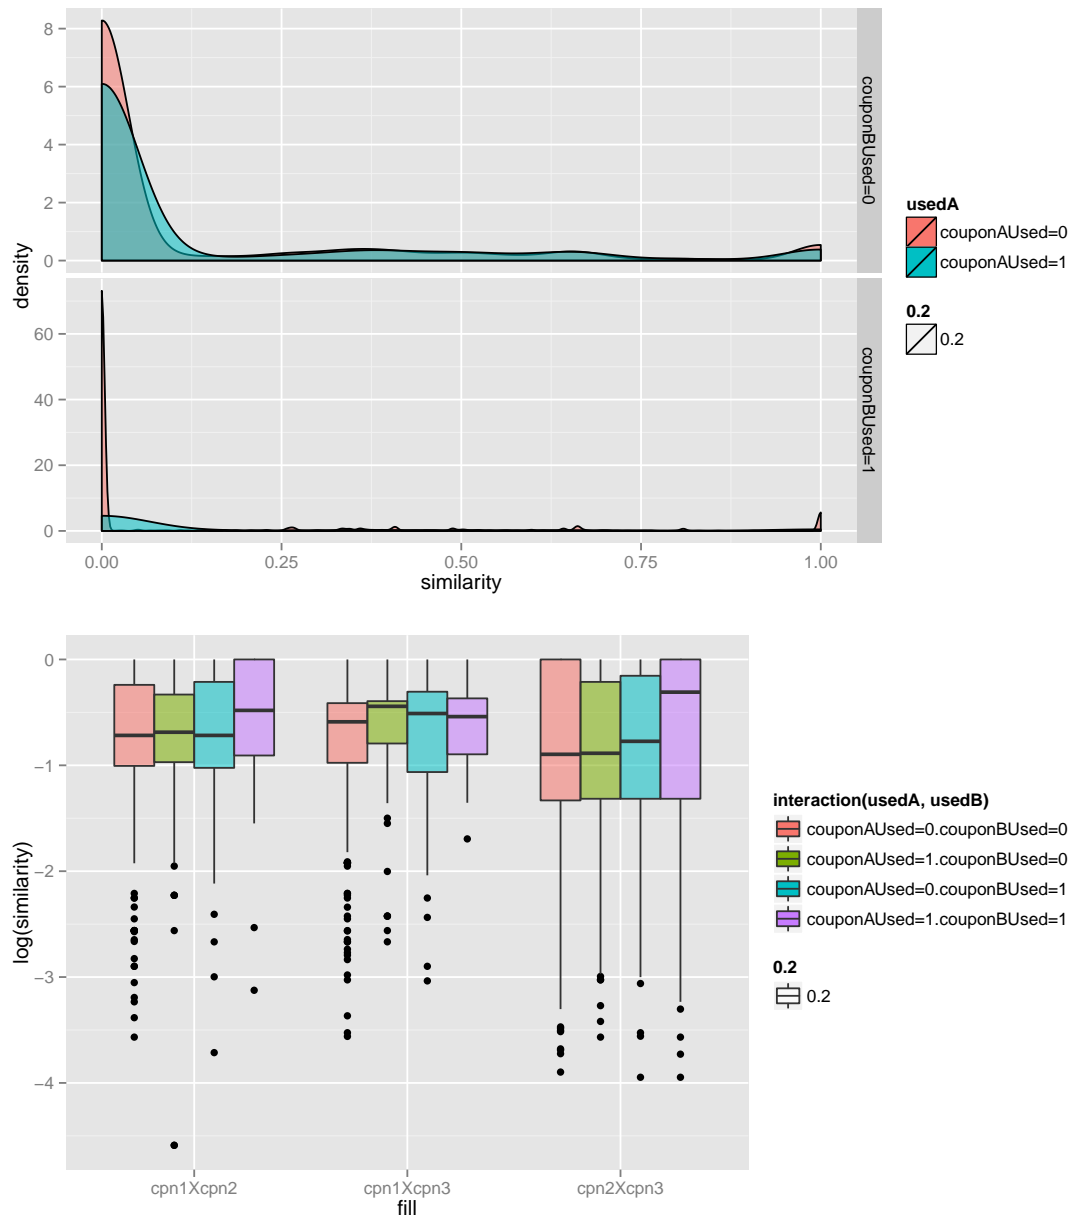 8
6
4
2
0
couponBUsed=0
density
60
40
20
0
couponBUsed=1
0.00 0.25 0.50 0.75 1.00
similarity
usedA
couponAUsed=0
couponAUsed=1
0.2
0.2
0
−1
−2
−3
−4
log(similarity)
cpn1Xcpn2 cpn1Xcpn3 cpn2Xcpn3
fill
interaction(usedA, usedB)
couponAUsed=0.couponBUsed=0
couponAUsed=1.couponBUsed=0
couponAUsed=0.couponBUsed=1
couponAUsed=1.couponBUsed=1
0.2
0.2